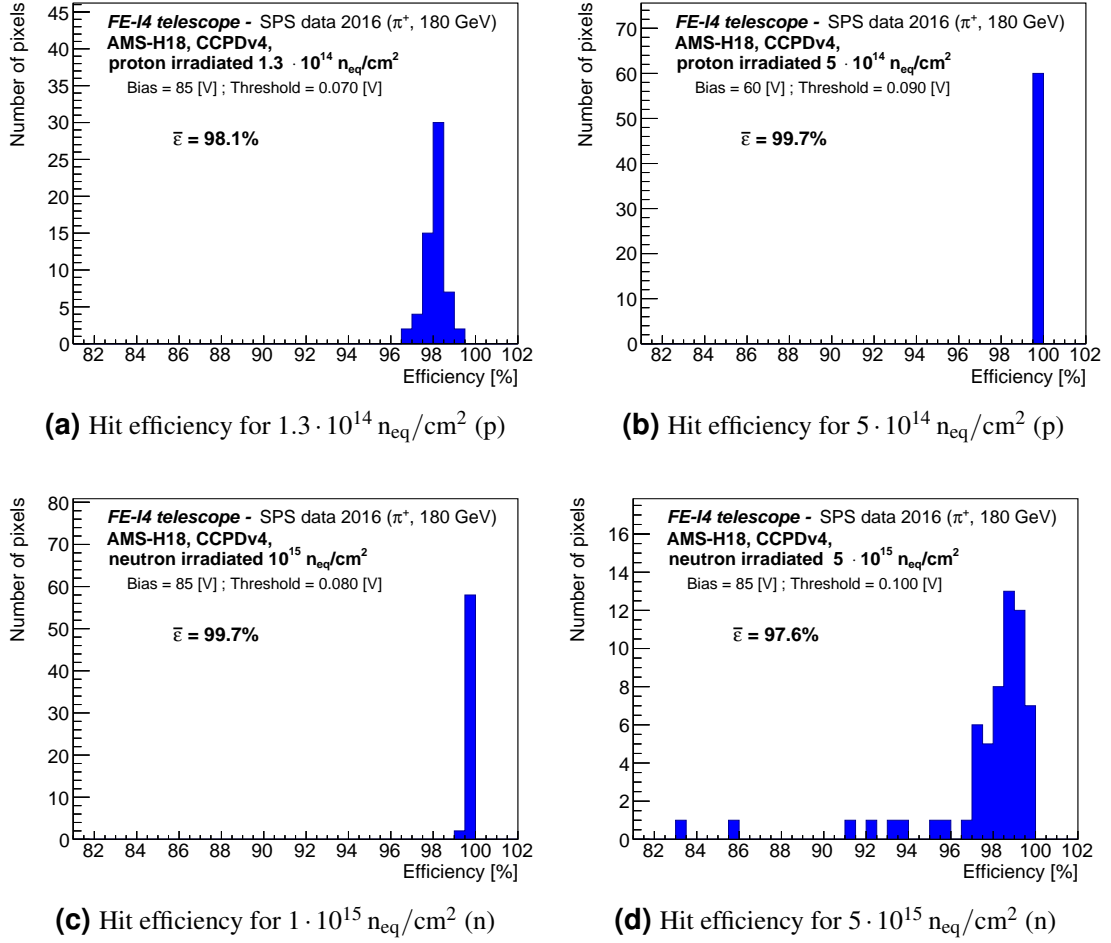 Number of pixels
FE-I4 telescope - SPS data 2016 (π⁺, 180 GeV)
AMS-H18, CCPDv4,
proton irradiated 1.3 · 10¹⁴ n_eq/cm²
Bias = 85 [V] ; Threshold = 0.070 [V]
ε̅ = 98.1%
45
40
35
30
25
20
15
10
5
0
82 84 86 88 90 92 94 96 98 100 102
Efficiency [%]
(a) Hit efficiency for 1.3 · 10¹⁴ n_eq/cm² (p)
Number of pixels
FE-I4 telescope - SPS data 2016 (π⁺, 180 GeV)
AMS-H18, CCPDv4,
proton irradiated 5 · 10¹⁴ n_eq/cm²
Bias = 60 [V] ; Threshold = 0.090 [V]
ε̅ = 99.7%
70
60
50
40
30
20
10
0
82 84 86 88 90 92 94 96 98 100 102
Efficiency [%]
(b) Hit efficiency for 5 · 10¹⁴ n_eq/cm² (p)
Number of pixels
FE-I4 telescope - SPS data 2016 (π⁺, 180 GeV)
AMS-H18, CCPDv4,
neutron irradiated 10¹⁵ n_eq/cm²
Bias = 85 [V] ; Threshold = 0.080 [V]
ε̅ = 99.7%
80
70
60
50
40
30
20
10
0
82 84 86 88 90 92 94 96 98 100 102
Efficiency [%]
(c) Hit efficiency for 1 · 10¹⁵ n_eq/cm² (n)
Number of pixels
FE-I4 telescope - SPS data 2016 (π⁺, 180 GeV)
AMS-H18, CCPDv4,
neutron irradiated 5 · 10¹⁵ n_eq/cm²
Bias = 85 [V] ; Threshold = 0.100 [V]
ε̅ = 97.6%
16
14
12
10
8
6
4
2
0
82 84 86 88 90 92 94 96 98 100 102
Efficiency [%]
(d) Hit efficiency for 5 · 10¹⁵ n_eq/cm² (n)